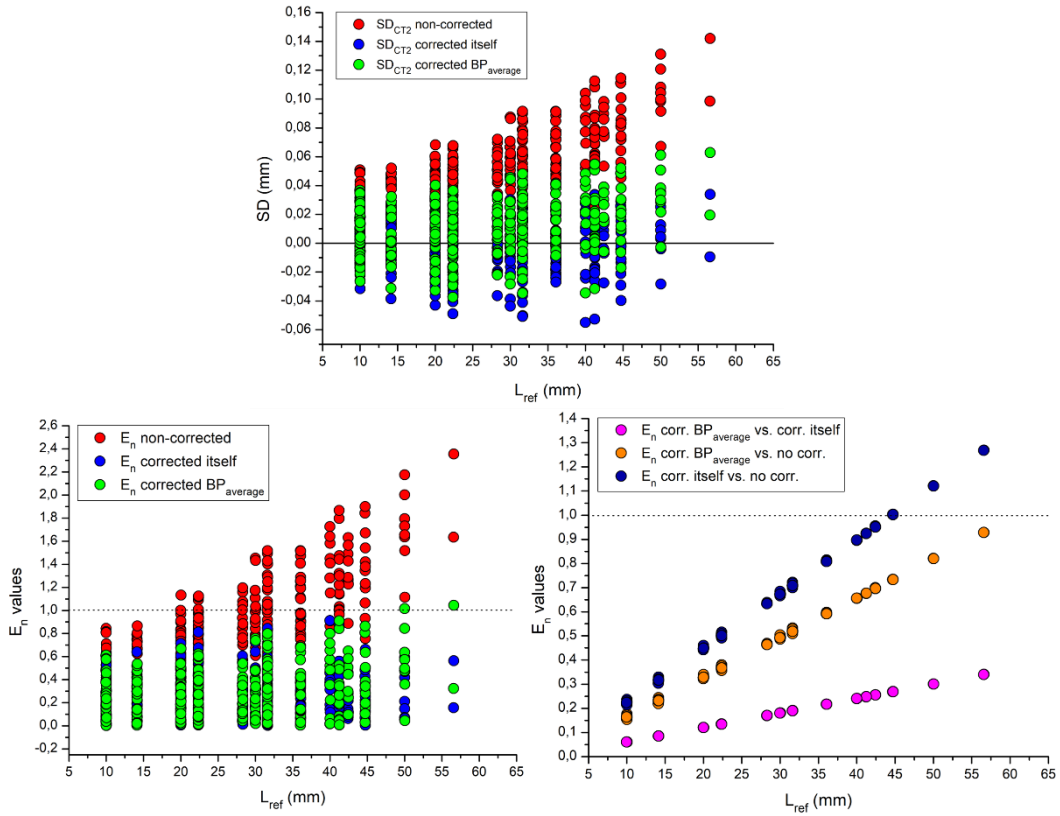 0,16
0,14
0,12
0,10
0,08
0,06
0,04
0,02
0,00
-0,02
-0,04
-0,06
SD (mm)
SD_CT2 non-corrected
SD_CT2 corrected itself
SD_CT2 corrected BP_average
5 10 15 20 25 30 35 40 45 50 55 60 65
L_ref (mm)
2,6
2,4
2,2
2,0
1,8
1,6
1,4
1,2
1,0
0,8
0,6
0,4
0,2
0,0
-0,2
E_n values
E_n non-corrected
E_n corrected itself
E_n corrected BP_average
5 10 15 20 25 30 35 40 45 50 55 60 65
L_ref (mm)
1,4
1,3
1,2
1,1
1,0
0,9
0,8
0,7
0,6
0,5
0,4
0,3
0,2
0,1
0,0
E_n values
E_n corr. BP_average vs. corr. itself
E_n corr. BP_average vs. no corr.
E_n corr. itself vs. no corr.
5 10 15 20 25 30 35 40 45 50 55 60 65
L_ref (mm)